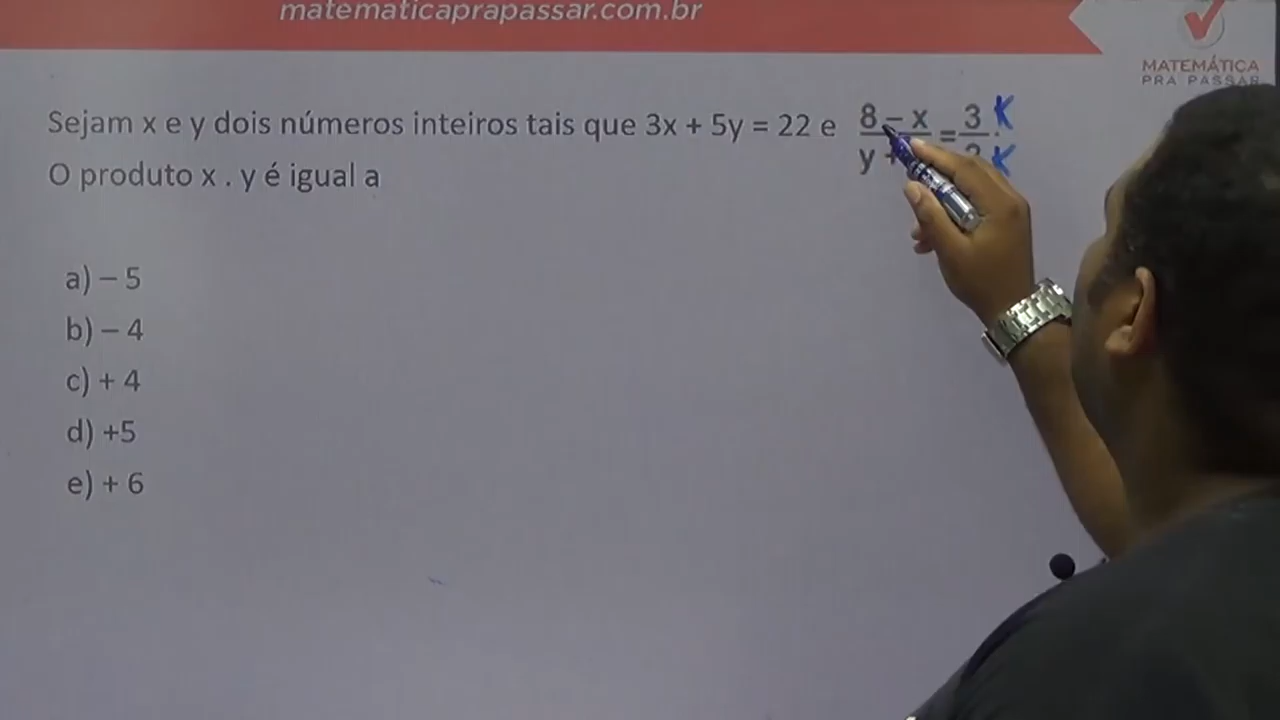 matematicaprapassar.com.br
MATEMÁTICA
PRA PASSAR
Sejam x e y dois números inteiros tais que 3x + 5y = 22 e 8 – x = 3 K
y +
K
O produto x . y é igual a
a) – 5
b) – 4
c) + 4
d) +5
e) + 6